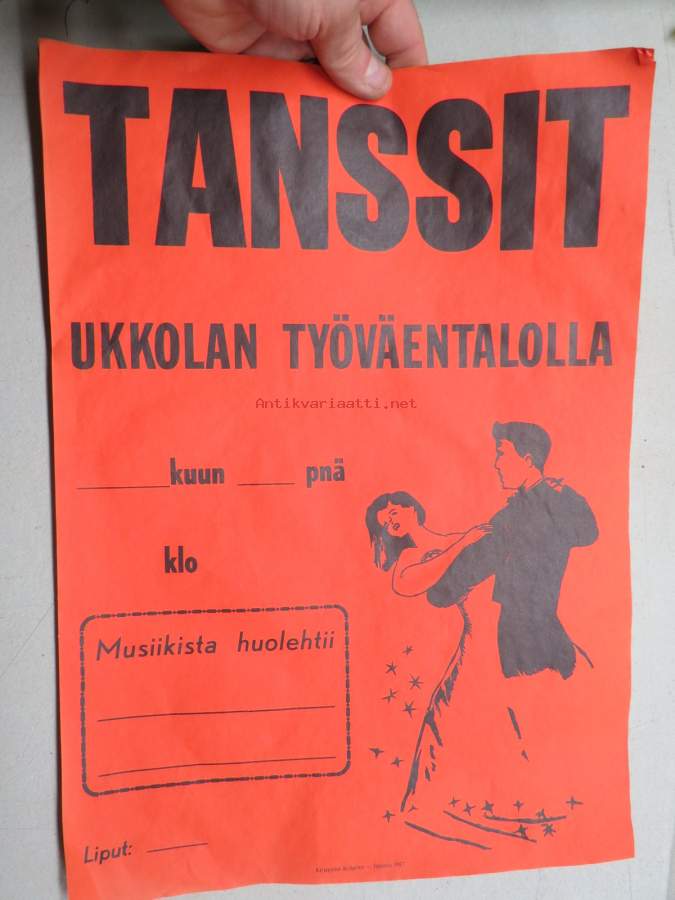 TANSSIT
UKKOLAN TYÖVÄENTALOLLA
Antikvariaatti.net
kuun pnä
klo
Musiikista huolehtii
Liput: